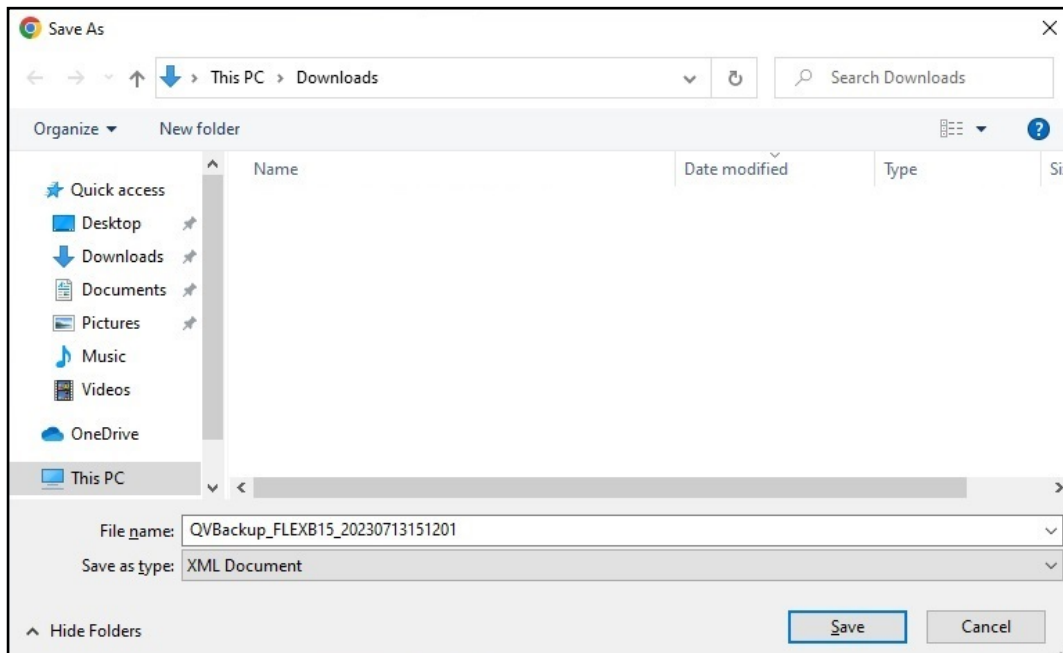 Save As
This PC > Downloads
Search Downloads
Organize
New folder
Name
Date modified
Type
Si
Quick access
Desktop
Downloads
Documents
Pictures
Music
Videos
OneDrive
This PC
File name: QVBackup_FLEXB15_20230713151201
Save as type: XML Document
Hide Folders
Save
Cancel